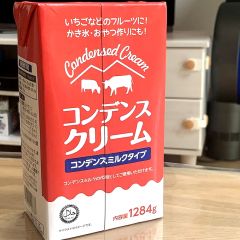 いちごなどのフルーツに!
かき氷・おやつ作りにも!
Condensed Cream
コンデンス
クリーム
コンデンスミルクタイプ
内容量1284g